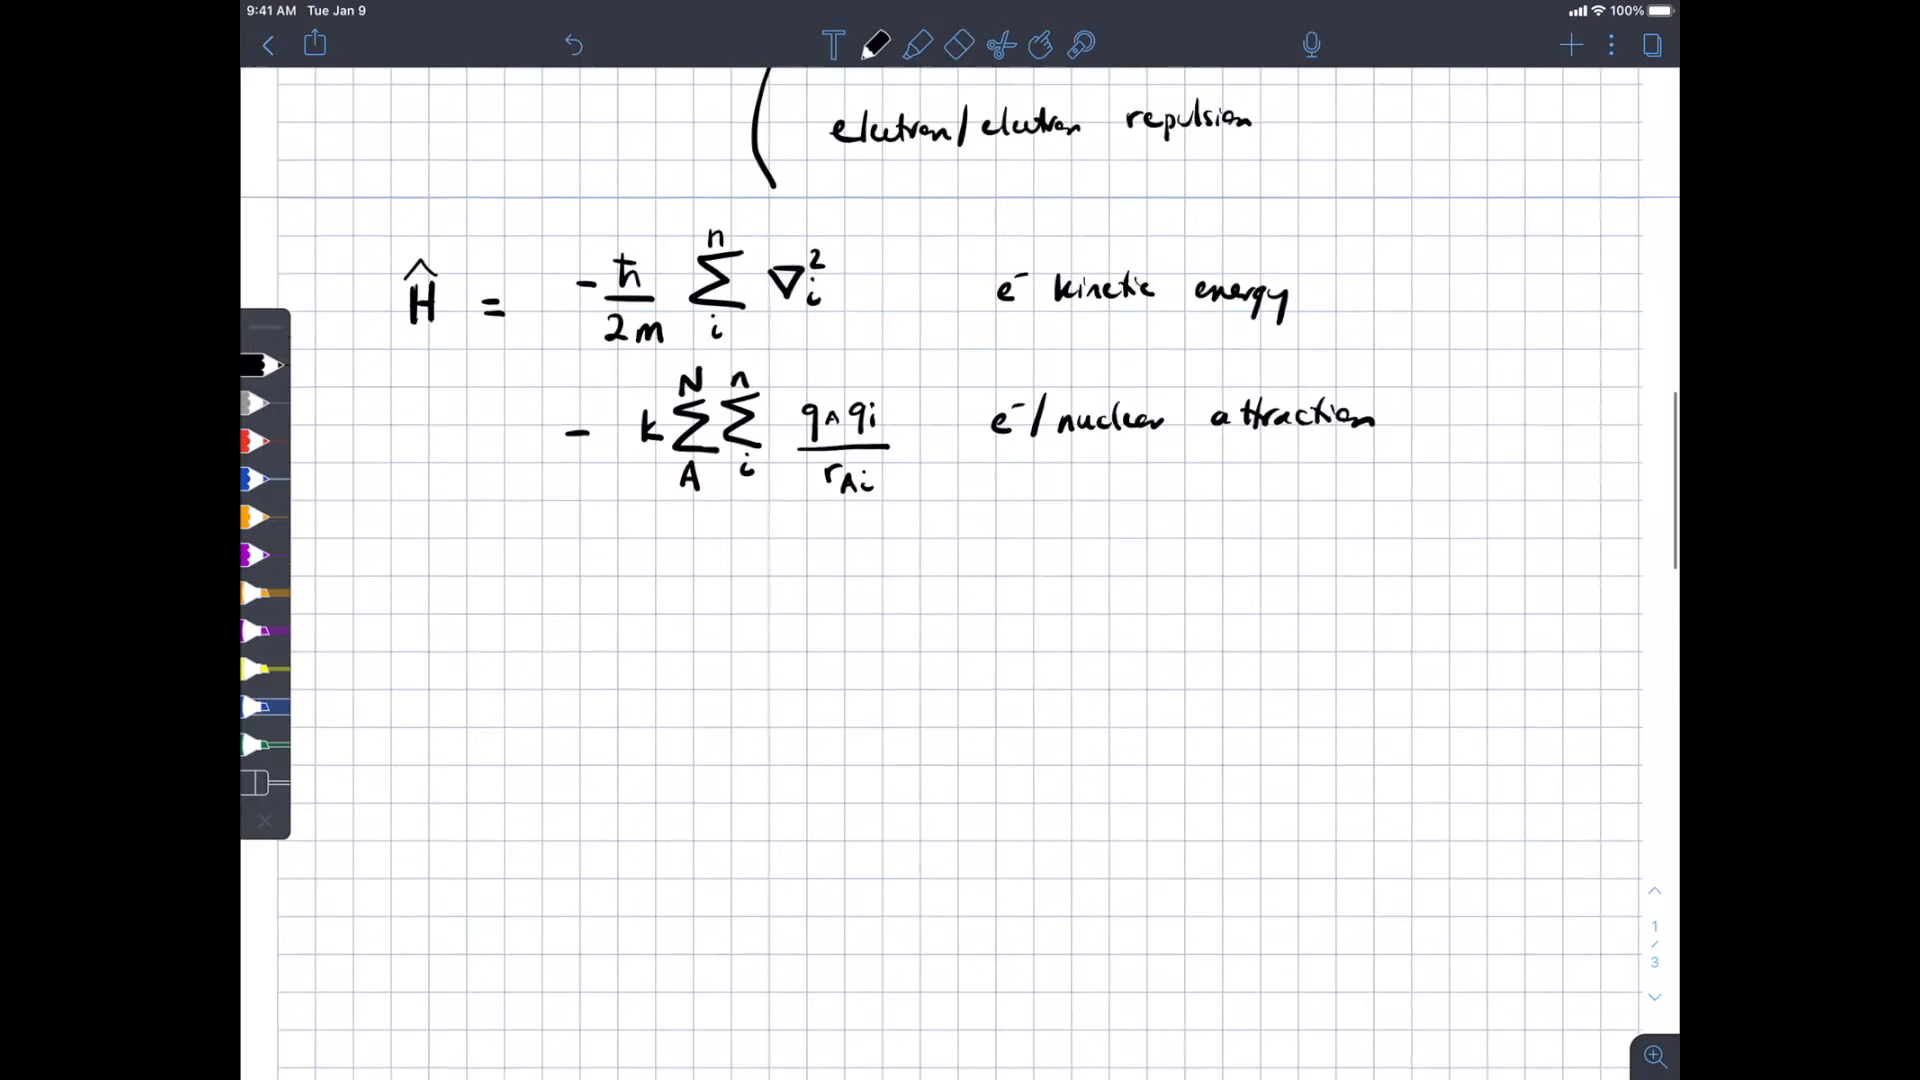 9:41 AM Tue Jan 9
100%
electron/electron repulsion
Ĥ = - ħ/2m Σ_i^n ∇_i^2 e⁻ kinetic energy
- k Σ_A^N Σ_i^n q_A q_i / r_Ai e⁻/nuclear attraction
1
/
3